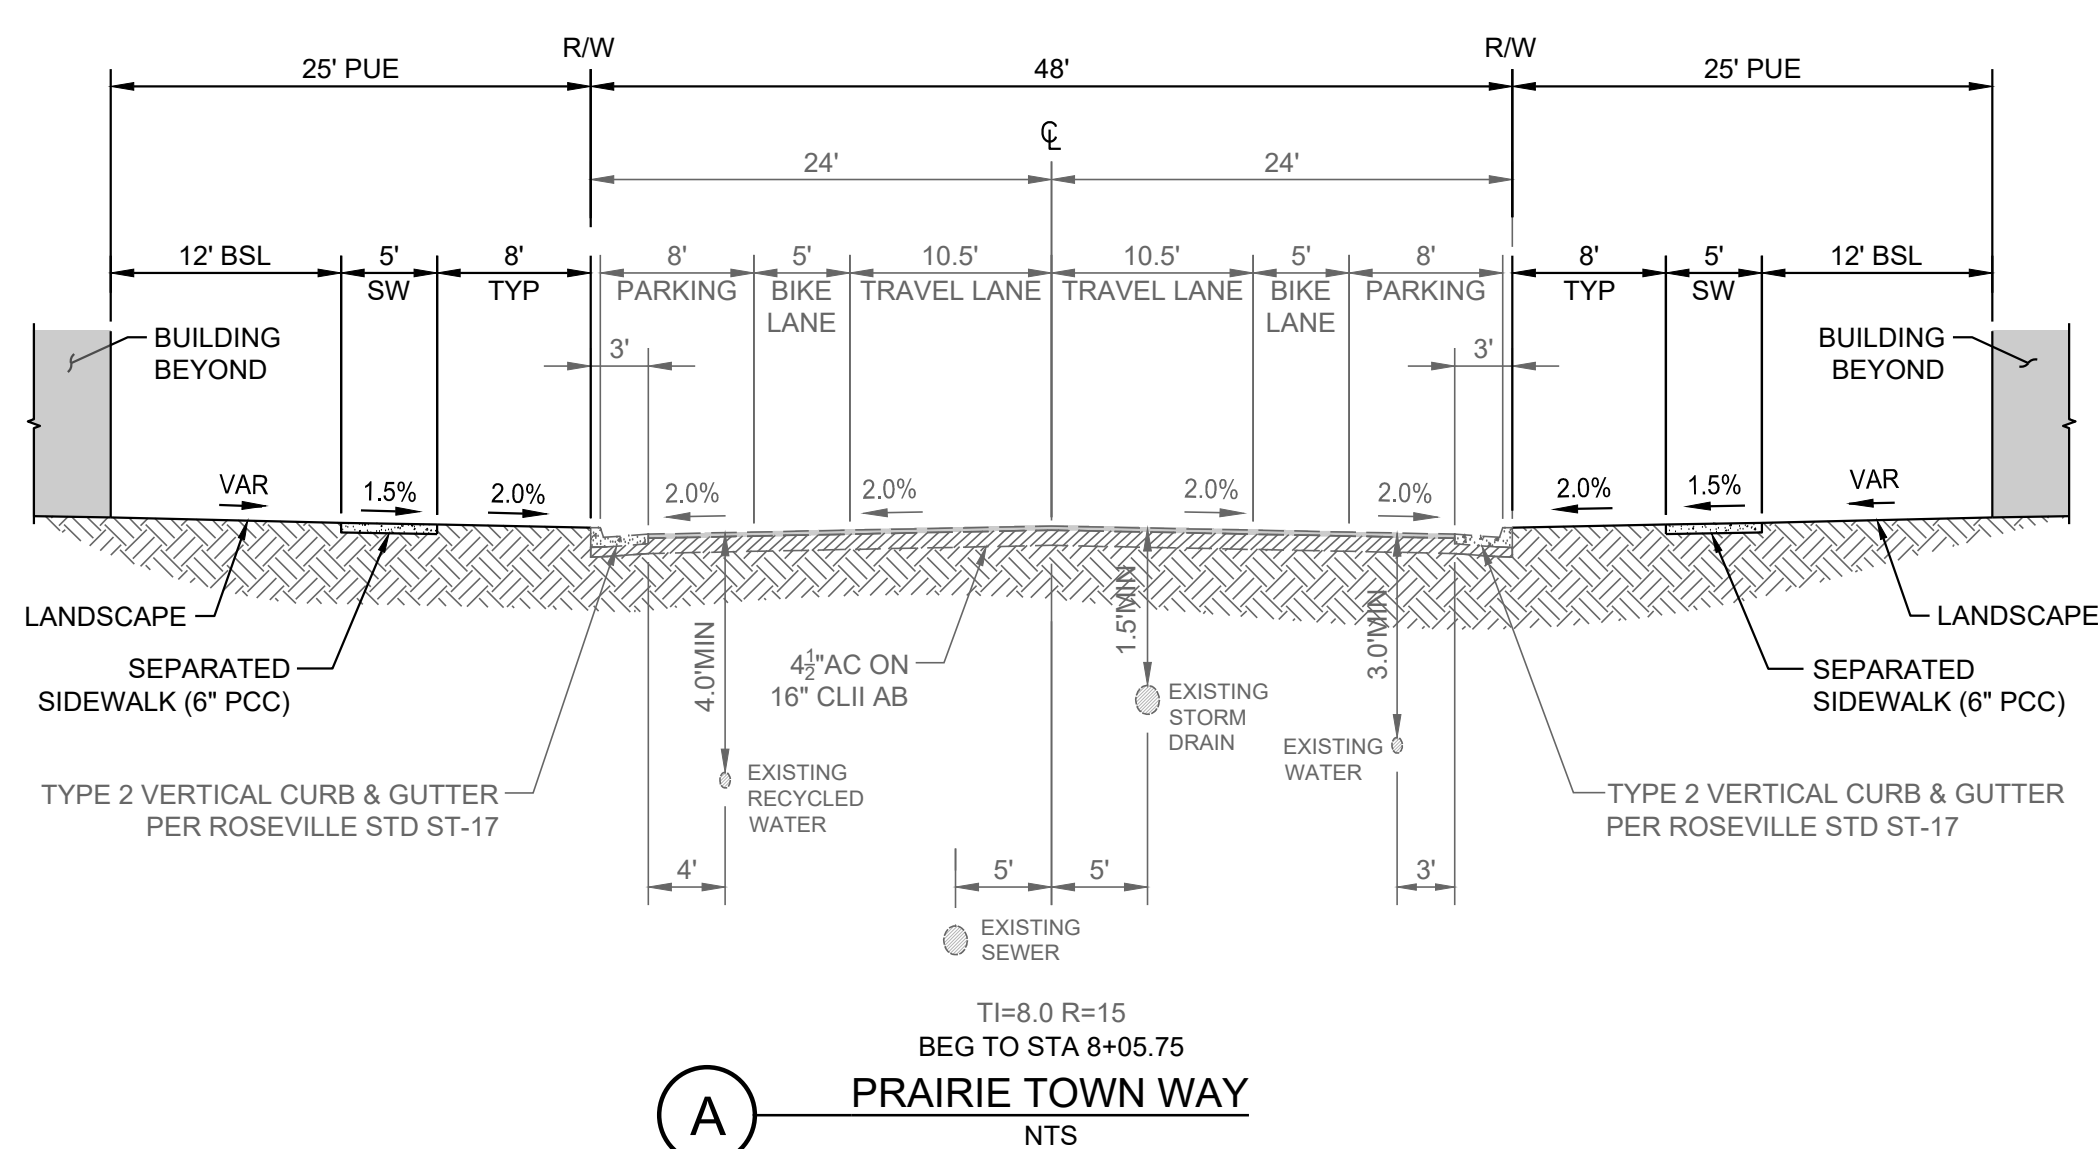 R/W
R/W
25' PUE
48'
25' PUE
℄
24'
24'
12' BSL
5'
SW
8'
TYP
8'
PARKING
5'
BIKE
LANE
10.5'
TRAVEL LANE
10.5'
TRAVEL LANE
5'
BIKE
LANE
8'
PARKING
8'
TYP
5'
SW
12' BSL
BUILDING
BEYOND
3'
3'
BUILDING
BEYOND
VAR
1.5%
2.0%
2.0%
2.0%
2.0%
2.0%
2.0%
1.5%
VAR
LANDSCAPE
SEPARATED
SIDEWALK (6" PCC)
4.0'MIN
4½"AC ON
16" CLII AB
1.5'MIN
3.0'MIN
LANDSCAPE
SEPARATED
SIDEWALK (6" PCC)
EXISTING
STORM
DRAIN
EXISTING
WATER
EXISTING
RECYCLED
WATER
TYPE 2 VERTICAL CURB & GUTTER
PER ROSEVILLE STD ST-17
TYPE 2 VERTICAL CURB & GUTTER
PER ROSEVILLE STD ST-17
4'
5'
5'
3'
EXISTING
SEWER
TI=8.0 R=15
BEG TO STA 8+05.75
A
PRAIRIE TOWN WAY
NTS